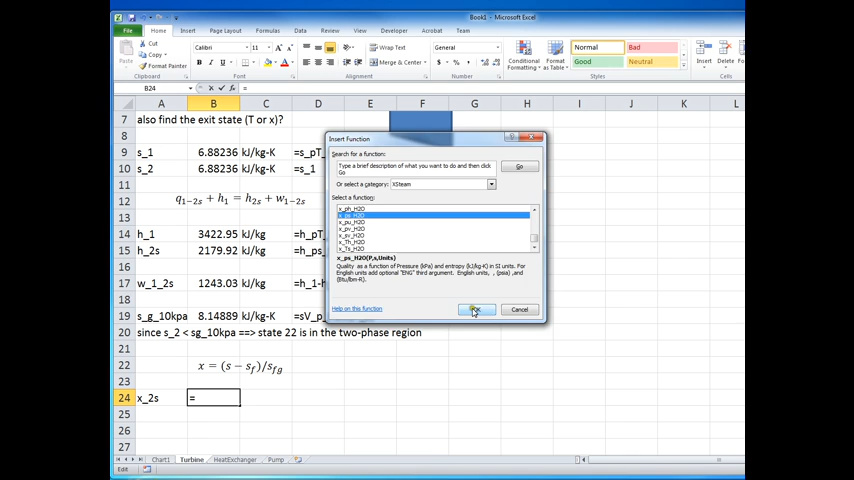 Book1 - Microsoft Excel
File Home Insert Page Layout Formulas Data Review View Developer Acrobat Team
Cut
Copy
Format Painter
Paste
Clipboard
Calibri 11
B I U
Font
Wrap Text
Merge & Center
Alignment
General
$ % ,
Number
Conditional Formatting
Format as Table
Normal Bad
Good Neutral
Styles
Insert Delete
B24 =
A B C D E F G H I J K L
7 also find the exit state (T or x)?
8
9 s_1 6.88236 kJ/kg-K =s_pT_
10 s_2 6.88236 kJ/kg-K =s_1
11
12 q1−2s + h1 = h2s + w1−2s
13
14 h_1 3422.95 kJ/kg =h_pT_
15 h_2s 2179.92 kJ/kg =h_ps_
16
17 w_1_2s 1243.03 kJ/kg =h_1-h
18
19 s_g_10kpa 8.14889 kJ/kg-K =sV_p_
20 since s_2 < sg_10kpa ==> state 22 is in the two-phase region
21
22 x = (s − sf)/sfg
23
24 x_2s =
25
26
27
Insert Function
Search for a function:
Type a brief description of what you want to do and then click Go
Go
Or select a category: XSteam
Select a function:
x_ph_H2O
x_ps_H2O
x_pu_H2O
x_pv_H2O
x_sv_H2O
x_Th_H2O
x_Ts_H2O
x_ps_H2O(P,s,Units)
Quality as a function of Pressure (kPa) and entropy (kJ/kg-K) in SI units. For English units add optional "ENG" third argument. English units, , (psia) ,and (Btu/lbm-R).
Help on this function
Cancel
Chart1 Turbine HeatExchanger Pump
Edit